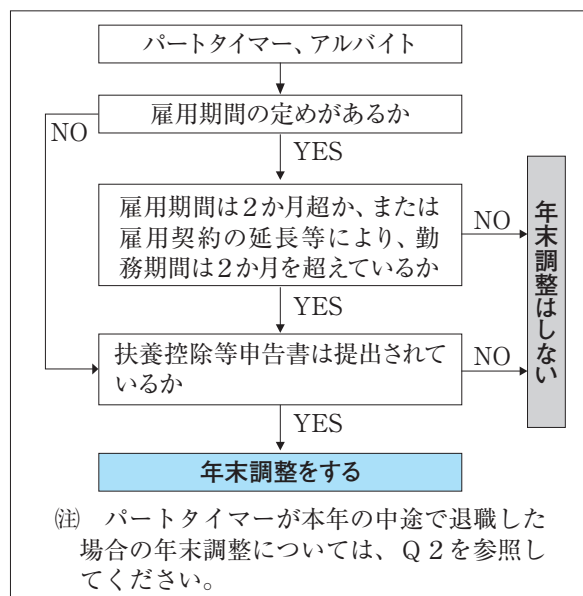 パートタイマー、アルバイト
雇用期間の定めがあるか
NO
YES
雇用期間は２か月超か、または
雇用契約の延長等により、勤
務期間は２か月を超えているか
NO
年末調整はしない
YES
扶養控除等申告書は提出されて
いるか
NO
YES
年末調整をする
㊟　パートタイマーが本年の中途で退職した
場合の年末調整については、Ｑ２を参照し
てください。